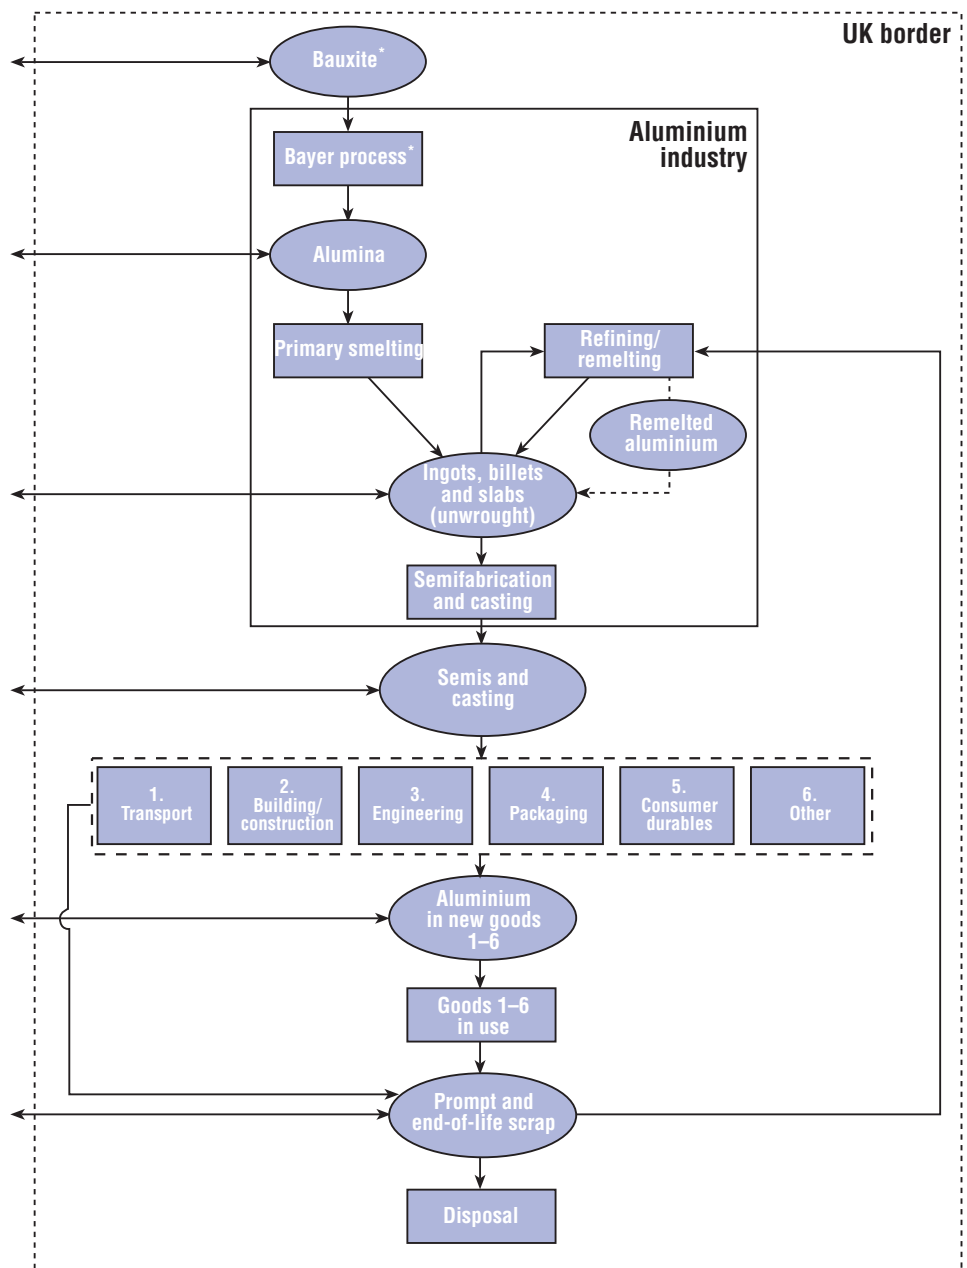 UK border
Bauxite*
Aluminium
industry
Bayer process*
Alumina
Primary smelting
Refining/
remelting
Remelted
aluminium
Ingots, billets
and slabs
(unwrought)
Semifabrication
and casting
Semis and
casting
1.
Transport
2.
Building/
construction
3.
Engineering
4.
Packaging
5.
Consumer
durables
6.
Other
Aluminium
in new goods
1–6
Goods 1–6
in use
Prompt and
end-of-life scrap
Disposal